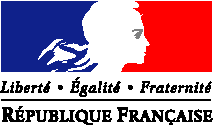 Liberté • Égalité • Fraternité
RÉPUBLIQUE FRANÇAISE